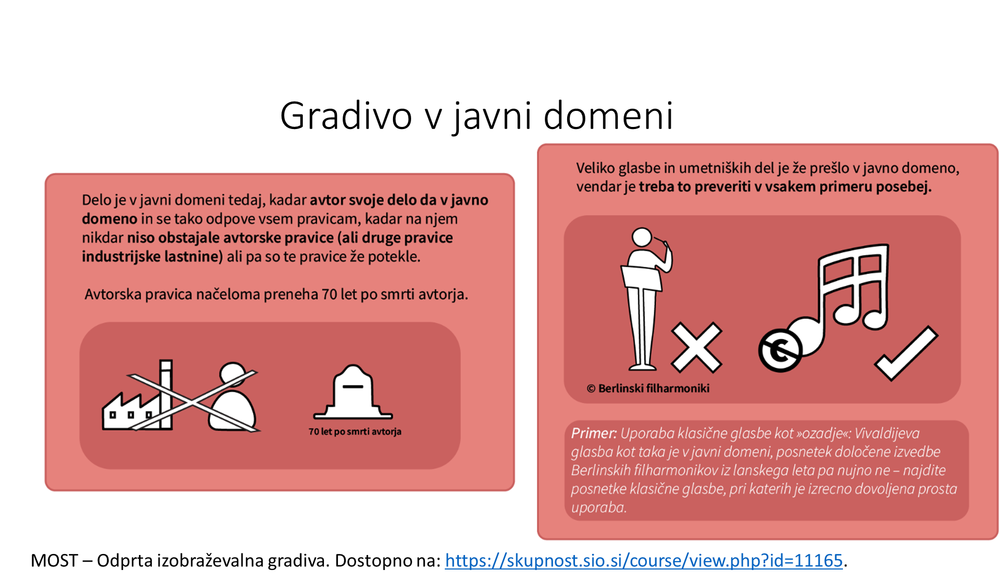 Gradivo v javni domeni
Delo je v javni domeni tedaj, kadar avtor svoje delo da v javno
domeno in se tako odpove vsem pravicam, kadar na njem
nikdar niso obstajale avtorske pravice (ali druge pravice
industrijske lastnine) ali pa so te pravice že potekle.
Avtorska pravica načeloma preneha 70 let po smrti avtorja.
70 let po smrti avtorja
Veliko glasbe in umetniških del je že prešlo v javno domeno,
vendar je treba to preveriti v vsakem primeru posebej.
© Berlinski filharmoniki
Primer: Uporaba klasične glasbe kot »ozadje«: Vivaldijeva
glasba kot taka je v javni domeni, posnetek določene izvedbe
Berlinskih filharmonikov iz lanskega leta pa nujno ne – najdite
posnetke klasične glasbe, pri katerih je izrecno dovoljena prosta
uporaba.
MOST – Odprta izobraževalna gradiva. Dostopno na: https://skupnost.sio.si/course/view.php?id=11165.